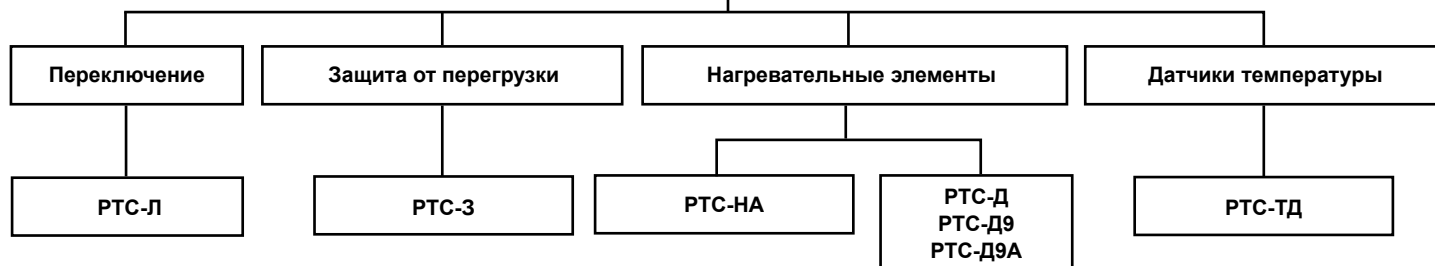 Переключение
Защита от перегрузки
Нагревательные элементы
Датчики температуры
РТС-Л
РТС-З
РТС-НА
РТС-Д
РТС-Д9
РТС-Д9А
РТС-ТД